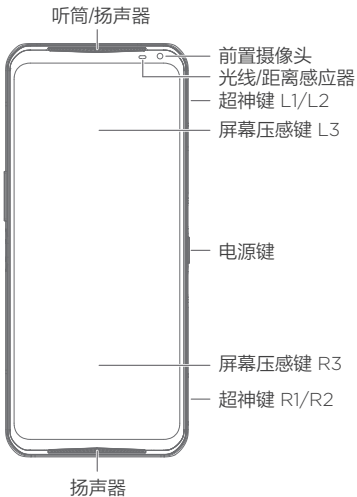 听筒/扬声器
前置摄像头
光线/距离感应器
超神键 L1/L2
屏幕压感键 L3
电源键
屏幕压感键 R3
超神键 R1/R2
扬声器